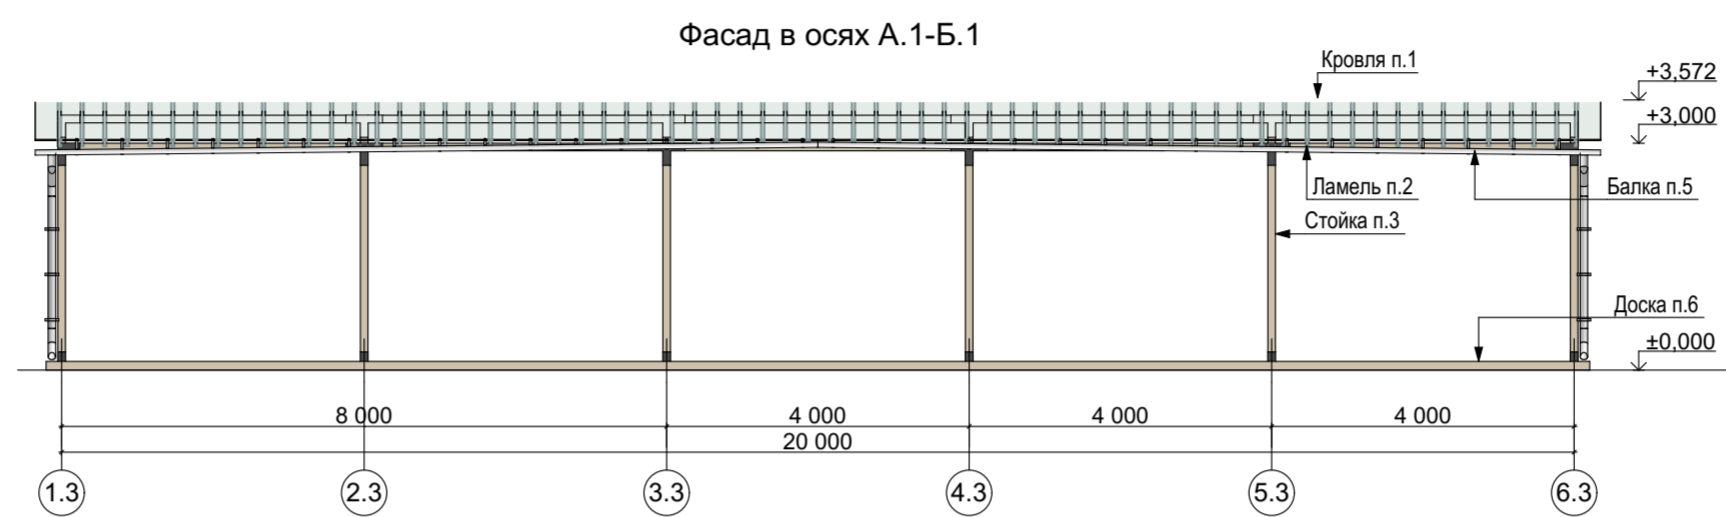 Фасад в осях А.1-Б.1
Кровля п.1
+3,572
+3,000
Ламель п.2
Балка п.5
Стойка п.3
Доска п.6
±0,000
8 000
4 000
4 000
4 000
20 000
1.3
2.3
3.3
4.3
5.3
6.3